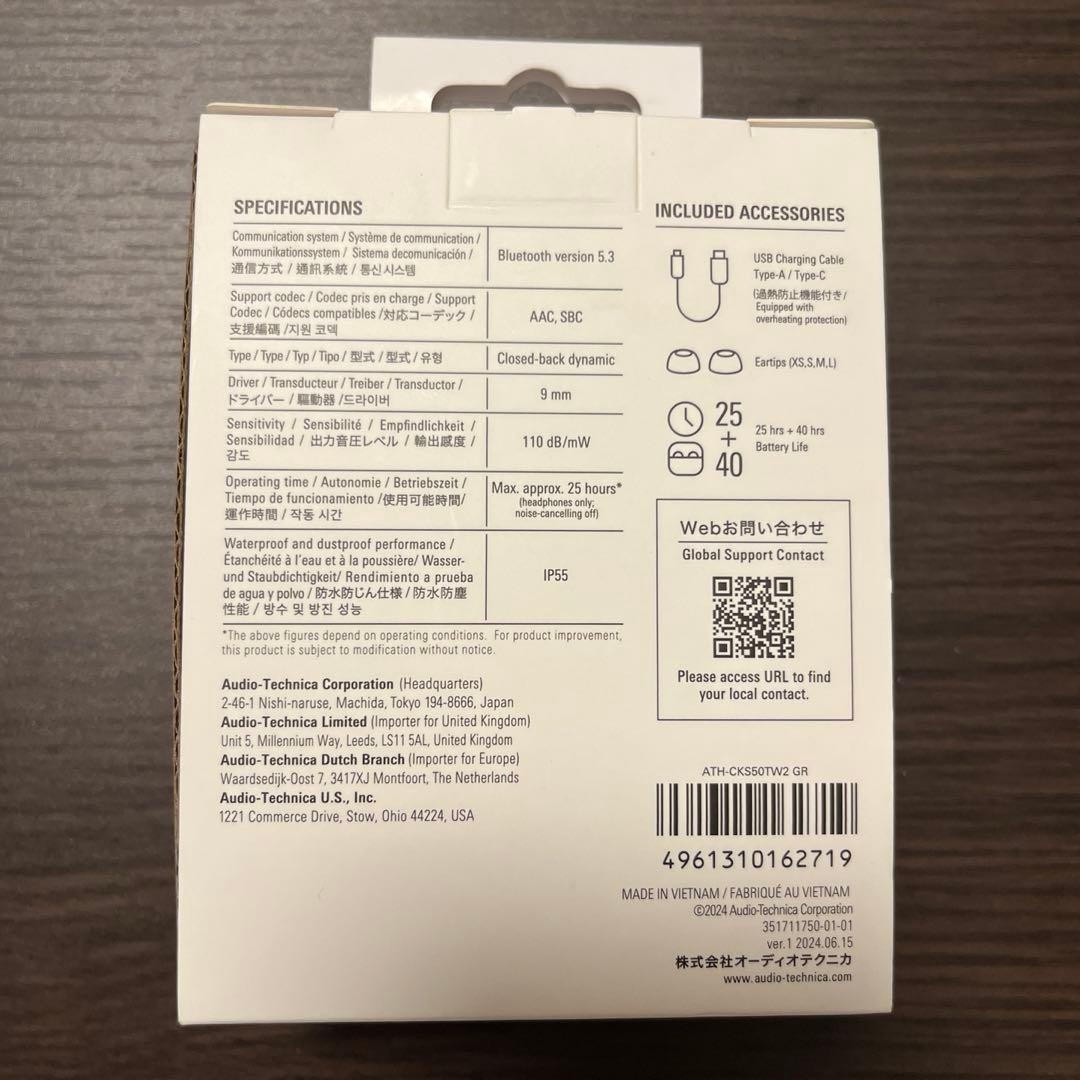 SPECIFICATIONS
Communication system / Système de communication /
Kommunikationssystem / Sistema decomunicación /
通信方式 / 通訊系統 / 통신 시스템
Bluetooth version 5.3
Support codec / Codec pris en charge / Support
Codec / Códecs compatibles /対応コーデック /
支援編碼 /지원 코덱
AAC, SBC
Type / Type / Typ / Tipo / 型式 / 型式 / 유형
Closed-back dynamic
Driver / Transducteur / Treiber / Transductor /
ドライバー / 驅動器 /드라이버
9 mm
Sensitivity / Sensibilité / Empfindlichkeit /
Sensibilidad / 出力音圧レベル / 輸出感度 /
감도
110 dB/mW
Operating time / Autonomie / Betriebszeit /
Tiempo de funcionamiento /使用可能時間/
運作時間 / 작동 시간
Max. approx. 25 hours*
(headphones only;
noise-cancelling off)
Waterproof and dustproof performance /
Étanchéité à l'eau et à la poussière/ Wasser-
und Staubdichtigkeit/ Rendimiento a prueba
de agua y polvo / 防水防じん仕様 / 防水防塵
性能 / 방수 및 방진 성능
IP55
*The above figures depend on operating conditions. For product improvement,
this product is subject to modification without notice.
Audio-Technica Corporation (Headquarters)
2-46-1 Nishi-naruse, Machida, Tokyo 194-8666, Japan
Audio-Technica Limited (Importer for United Kingdom)
Unit 5, Millennium Way, Leeds, LS11 5AL, United Kingdom
Audio-Technica Dutch Branch (Importer for Europe)
Waardsedijk-Oost 7, 3417XJ Montfoort, The Netherlands
Audio-Technica U.S., Inc.
1221 Commerce Drive, Stow, Ohio 44224, USA
INCLUDED ACCESSORIES
USB Charging Cable
Type-A / Type-C
(過熱防止機能付き/
Equipped with
overheating protection)
Eartips (XS,S,M,L)
25
+
40
25 hrs + 40 hrs
Battery Life
Webお問い合わせ
Global Support Contact
Please access URL to find
your local contact.
ATH-CKS50TW2 GR
4961310162719
MADE IN VIETNAM / FABRIQUÉ AU VIETNAM
©2024 Audio-Technica Corporation
351711750-01-01
ver.1 2024.06.15
株式会社オーディオテクニカ
www.audio-technica.com